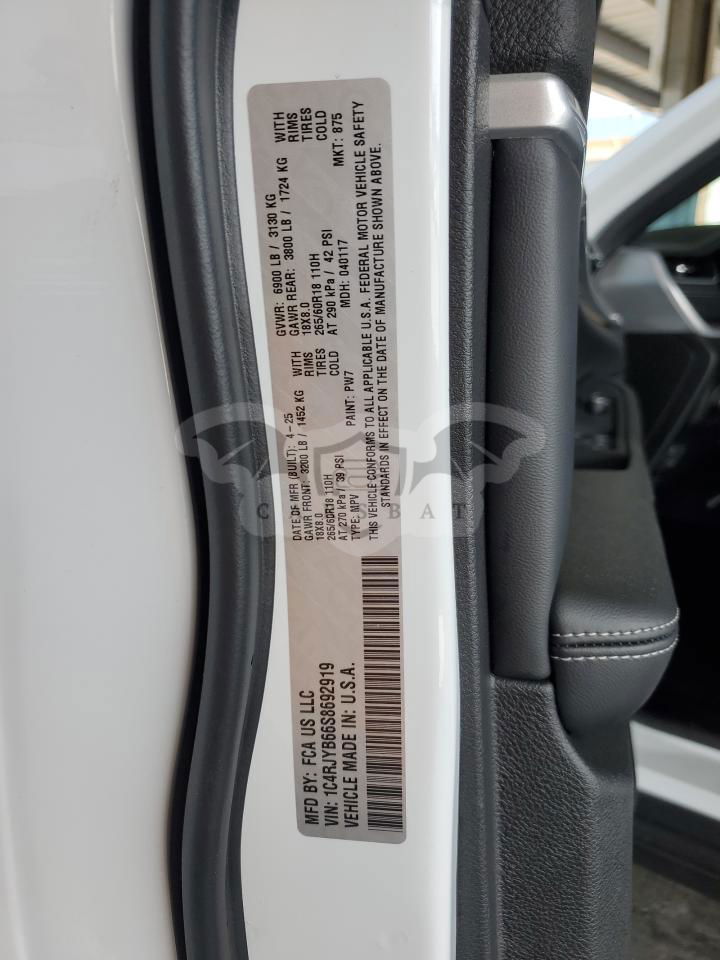 MFD BY: FCA US LLC
VIN: 1C4RJYB66S8692919
VEHICLE MADE IN: U.S.A.
DATE OF MFR (BUILT): 4-25
GAWR FRONT: 3200 LB / 1452 KG WITH
18X8.0 RIMS
265/60R18 110H TIRES
AT 270 kPa / 39 PSI COLD
TYPE: MPV PAINT: PW7
GVWR: 6900 LB / 3130 KG
GAWR REAR: 3800 LB / 1724 KG WITH
18X8.0 RIMS
265/60R18 110H TIRES
AT 290 kPa / 42 PSI COLD
MDH: 040117 MKT: 875
THIS VEHICLE CONFORMS TO ALL APPLICABLE U.S.A. FEDERAL MOTOR VEHICLE SAFETY
STANDARDS IN EFFECT ON THE DATE OF MANUFACTURE SHOWN ABOVE.